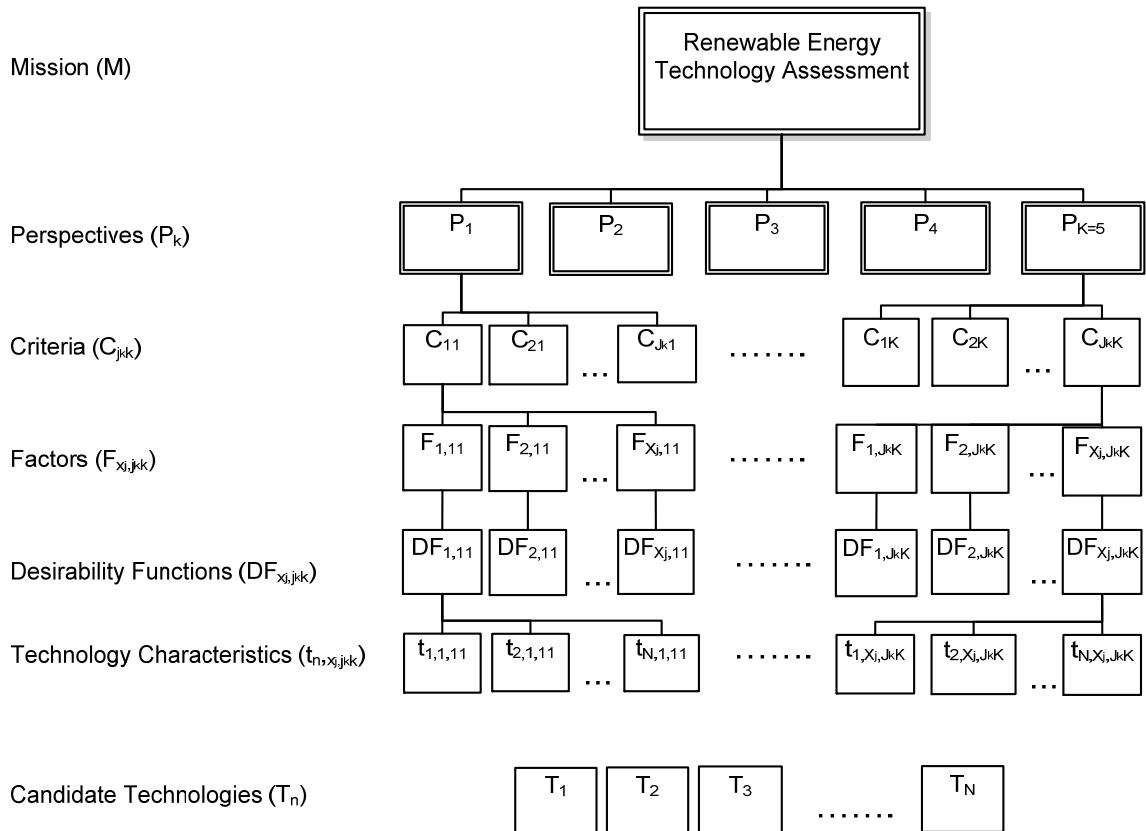 Mission (M)
Renewable Energy
Technology Assessment
Perspectives (Pk)
P1 P2 P3 P4 PK=5
Criteria (Cjkk)
C11 C21 ... CJk1 ....... C1K C2K ... CJkK
Factors (Fxj,jkk)
F1,11 F2,11 ... FXj,11 ....... F1,JkK F2,JkK ... FXj,JkK
Desirability Functions (DFxj,jkk)
DF1,11 DF2,11 ... DFXj,11 ....... DF1,JkK DF2,JkK ... DFXj,JkK
Technology Characteristics (tn,xj,jkk)
t1,1,11 t2,1,11 ... tN,1,11 ....... t1,Xj,JkK t2,Xj,JkK ... tN,Xj,JkK
Candidate Technologies (Tn)
T1 T2 T3 ....... TN